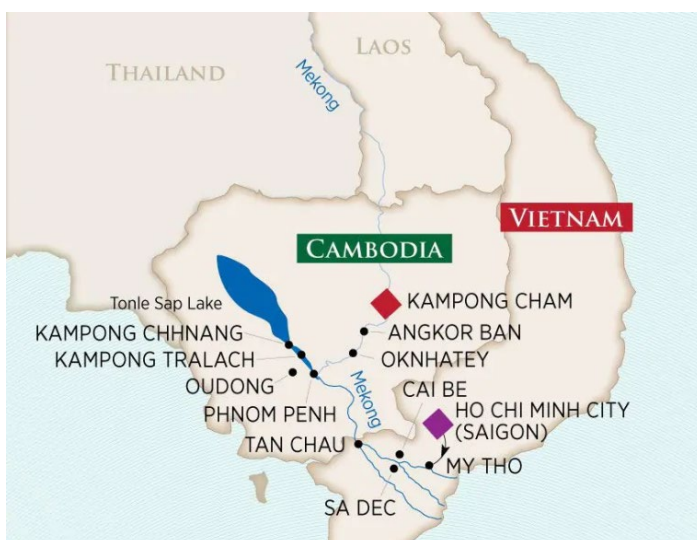 LAOS
THAILAND
Mekong
VIETNAM
CAMBODIA
Tonle Sap Lake
KAMPONG CHAM
KAMPONG CHHNANG
ANGKOR BAN
KAMPONG TRALACH
OKNHATEY
OUDONG
Mekong
CAI BE
PHNOM PENH
HO CHI MINH CITY
(SAIGON)
TAN CHAU
MY THO
SA DEC